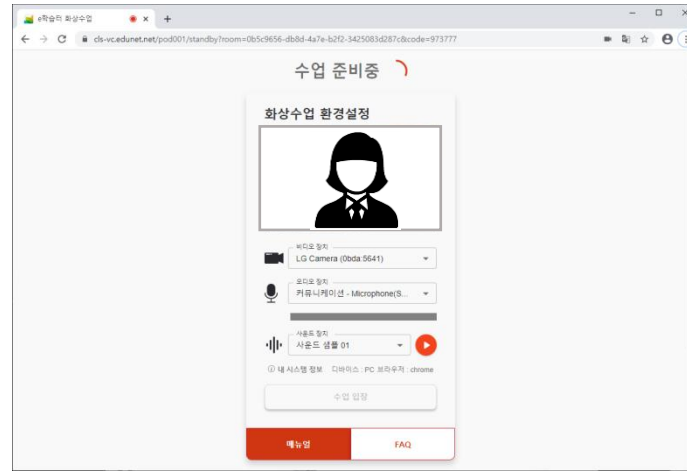 e학습터 화상수업
cls-vc.edunet.net/pod001/standby?room=0b5c9656-db8d-4a7e-b2f2-3425083d287c&code=973777
수업 준비중
화상수업 환경설정
비디오 장치
LG Camera (0bda:5641)
오디오 장치
커뮤니케이션 - Microphone(S...
사운드 장치
사운드 샘플 01
내 시스템 정보 디바이스 : PC 브라우저 : chrome
수업 입장
메뉴얼 FAQ